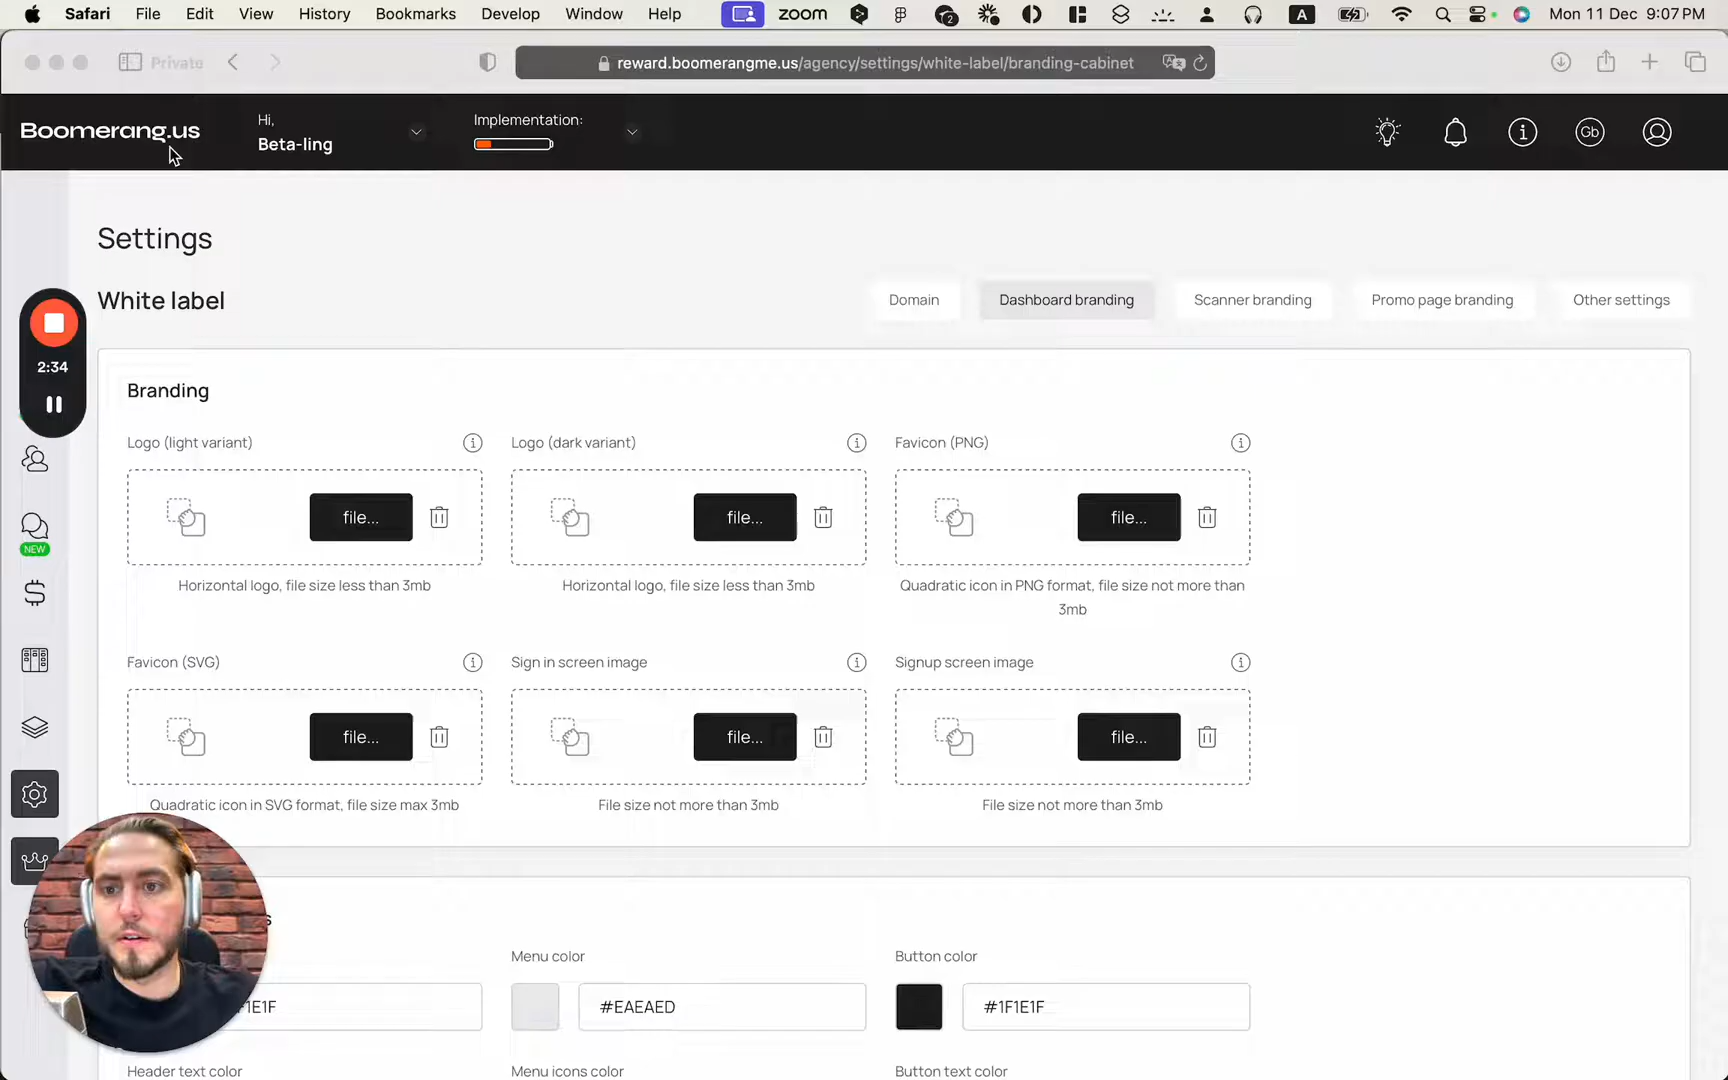 Safari File Edit View History Bookmarks Develop Window Help zoom 2 A Mon 11 Dec 9:07 PM
Private reward.boomerangme.us/agency/settings/white-label/branding-cabinet
Boomerang.us
Hi,
Beta-ling
Implementation:
Gb
Settings
White label
Domain Dashboard branding Scanner branding Promo page branding Other settings
2:34
Branding
Logo (light variant) Logo (dark variant) Favicon (PNG)
file... file... file...
Horizontal logo, file size less than 3mb Horizontal logo, file size less than 3mb Quadratic icon in PNG format, file size not more than
3mb
NEW
Favicon (SVG) Sign in screen image Signup screen image
file... file... file...
Quadratic icon in SVG format, file size max 3mb File size not more than 3mb File size not more than 3mb
Menu color Button color
1E1F #EAEAED #1F1E1F
Header text color Menu icons color Button text color